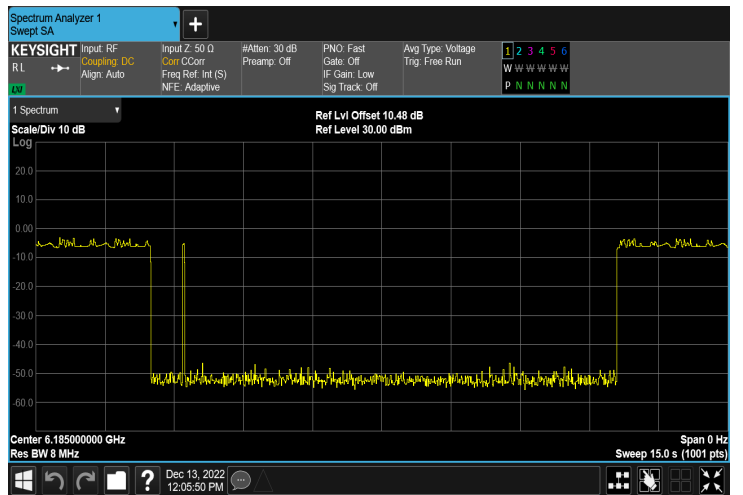 Spectrum Analyzer 1
Swept SA
KEYSIGHT Input: RF Input Z: 50 Ω #Atten: 30 dB PNO: Fast Avg Type: Voltage 1 2 3 4 5 6
RL Coupling: DC Corr CCorr Preamp: Off Gate: Off Trig: Free Run
Align: Auto Freq Ref: Int (S) IF Gain: Low W W W W W W
LXI NFE: Adaptive Sig Track: Off P N N N N N
1 Spectrum
Ref Lvl Offset 10.48 dB
Scale/Div 10 dB Ref Level 30.00 dBm
Log
20.0
10.0
0.00
-10.0
-20.0
-30.0
-40.0
-50.0
-60.0
Center 6.185000000 GHz Span 0 Hz
Res BW 8 MHz Sweep 15.0 s (1001 pts)
? Dec 13, 2022
12:05:50 PM